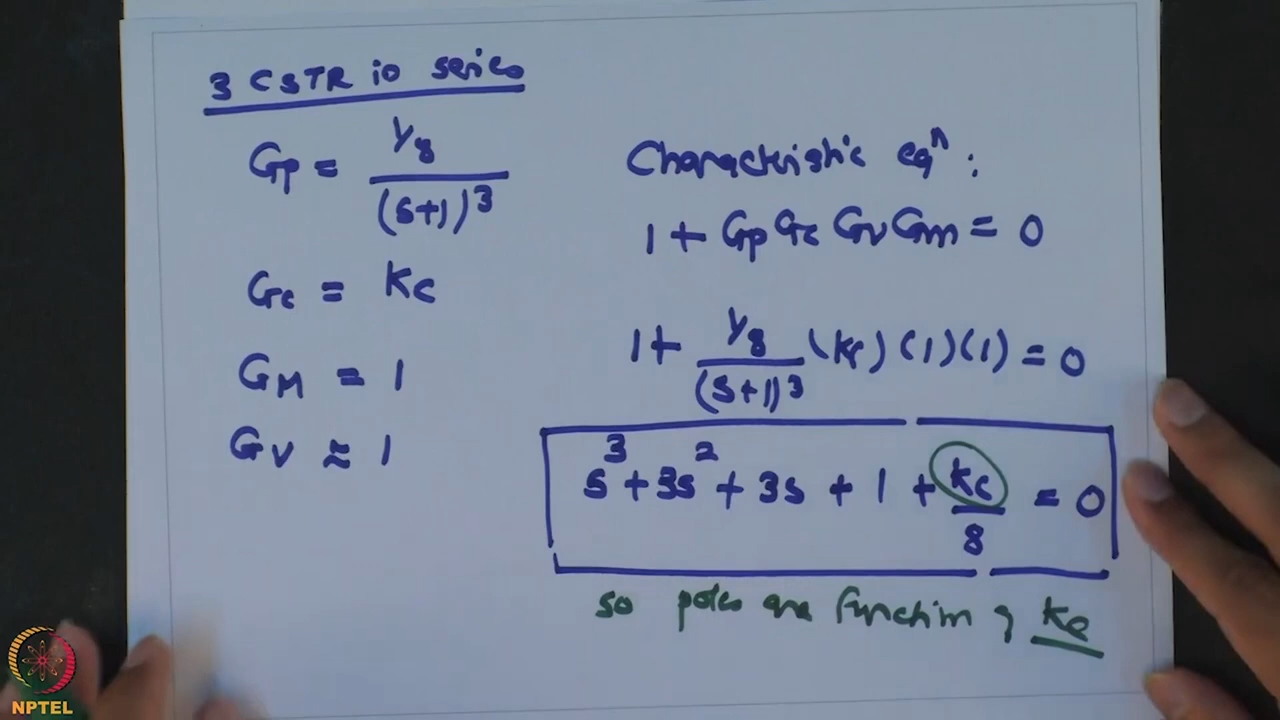 3 CSTR in series
Gp = 1/8 / (s+1)^3
Gc = Kc
GM = 1
Gv ≈ 1
Characteristic eqn :
1 + Gp Gc Gv Gm = 0
1 + 1/8 / (s+1)^3 (Kc) (1) (1) = 0
s^3 + 3s^2 + 3s + 1 + Kc/8 = 0
so poles are function of Kc
NPTEL